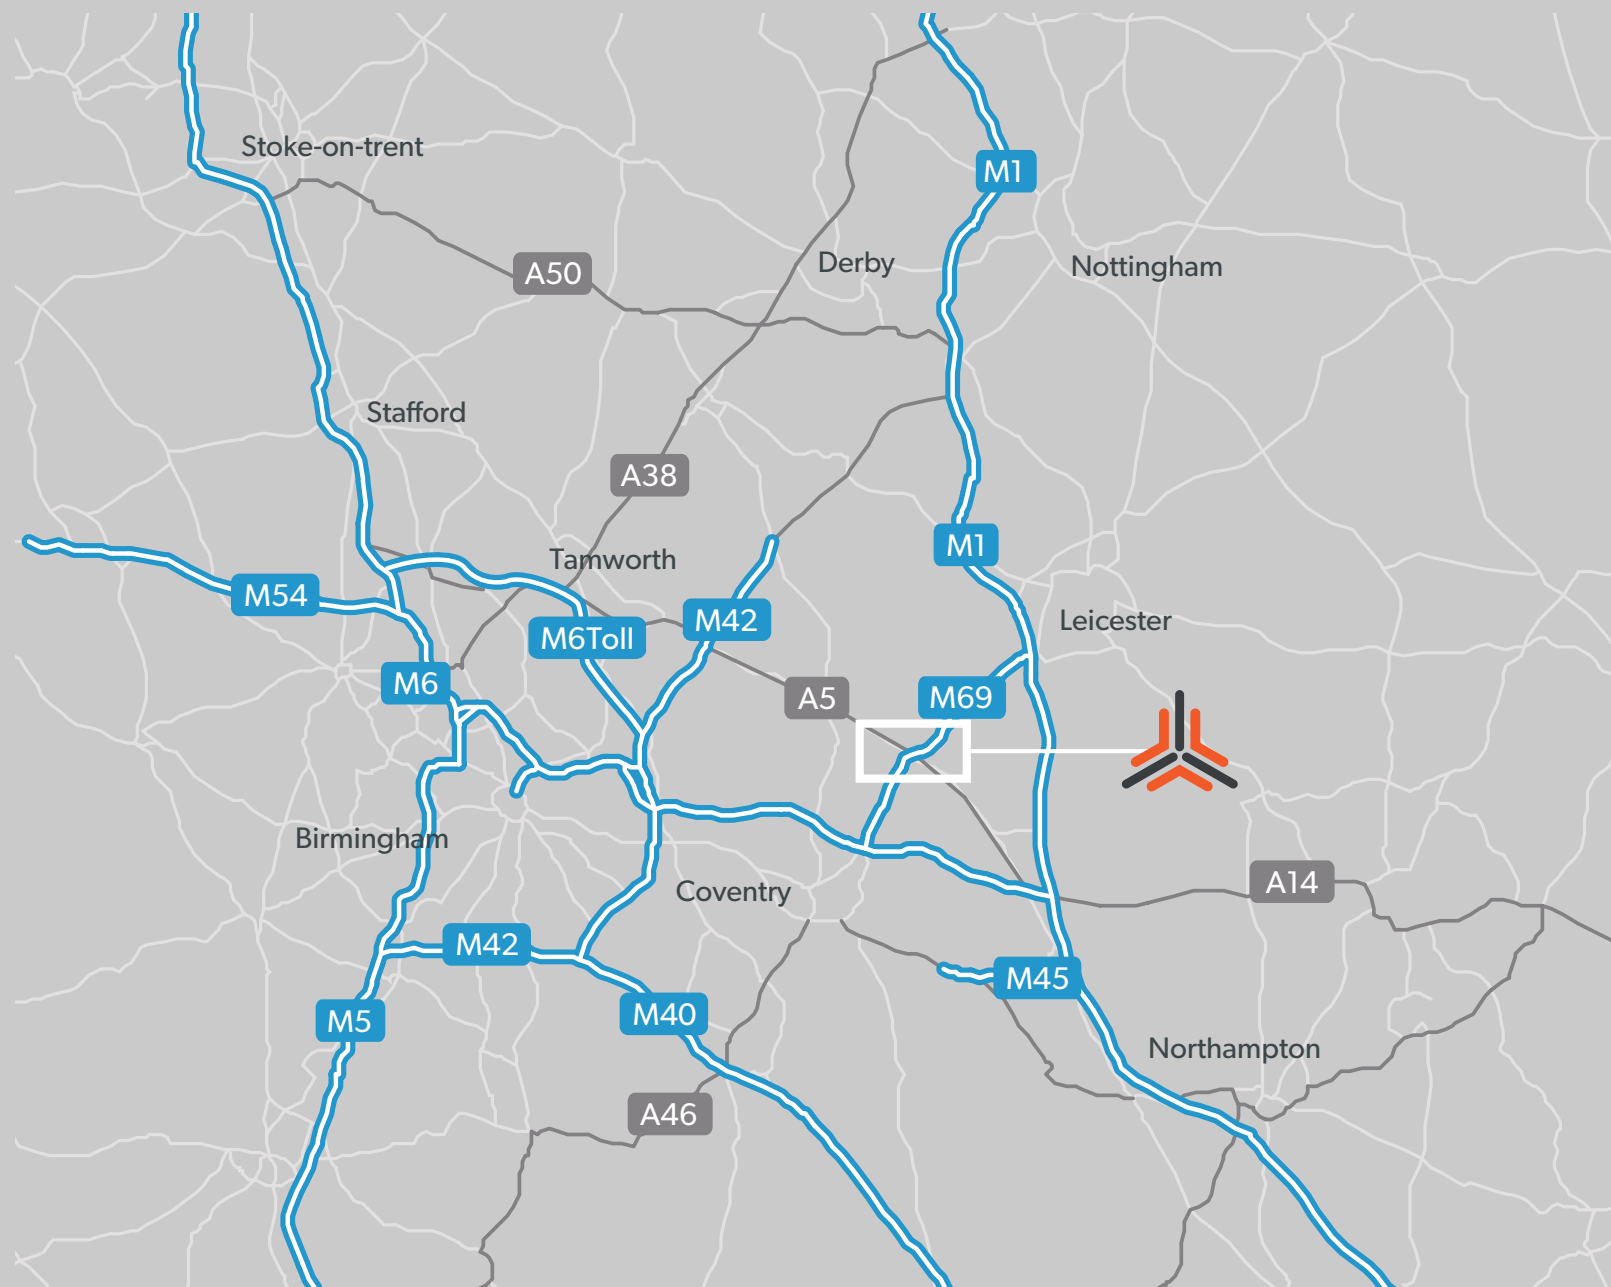 Stoke-on-trent
M1
Derby
Nottingham
A50
Stafford
A38
M1
Tamworth
M54
M42
Leicester
M6Toll
M6
A5
M69
Birmingham
Coventry
A14
M42
M45
M40
M5
Northampton
A46